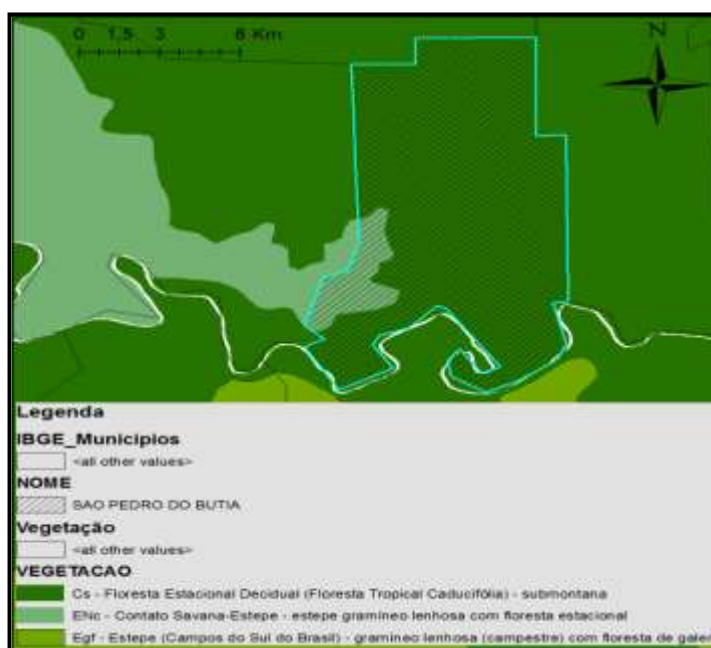 0 1,5 3 6 Km
N
Legenda
IBGE_Municipios
<all other values>
NOME
SAO PEDRO DO BUTIA
Vegetação
<all other values>
VEGETACAO
Cs - Floresta Estacional Decidual (Floresta Tropical Caducifólia) - submontana
ENc - Contato Savana-Estepe - estepe gramíneo lenhosa com floresta estacional
Egf - Estepe (Campos do Sul do Brasil) - gramíneo lenhosa (campestre) com floresta de galer